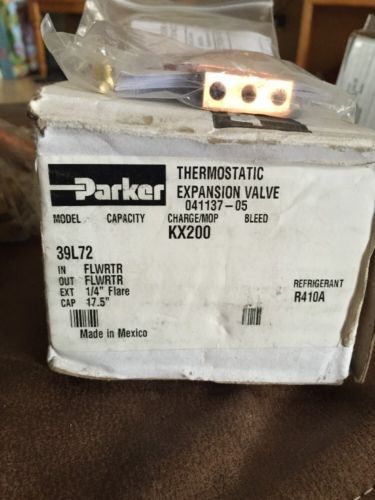 Parker
THERMOSTATIC
EXPANSION VALVE
041137-05
MODEL CAPACITY CHARGE/MOP BLEED
KX200
39L72
IN FLWRTR
OUT FLWRTR
EXT 1/4" Flare
CAP 17.5"
REFRIGERANT
R410A
Made in Mexico